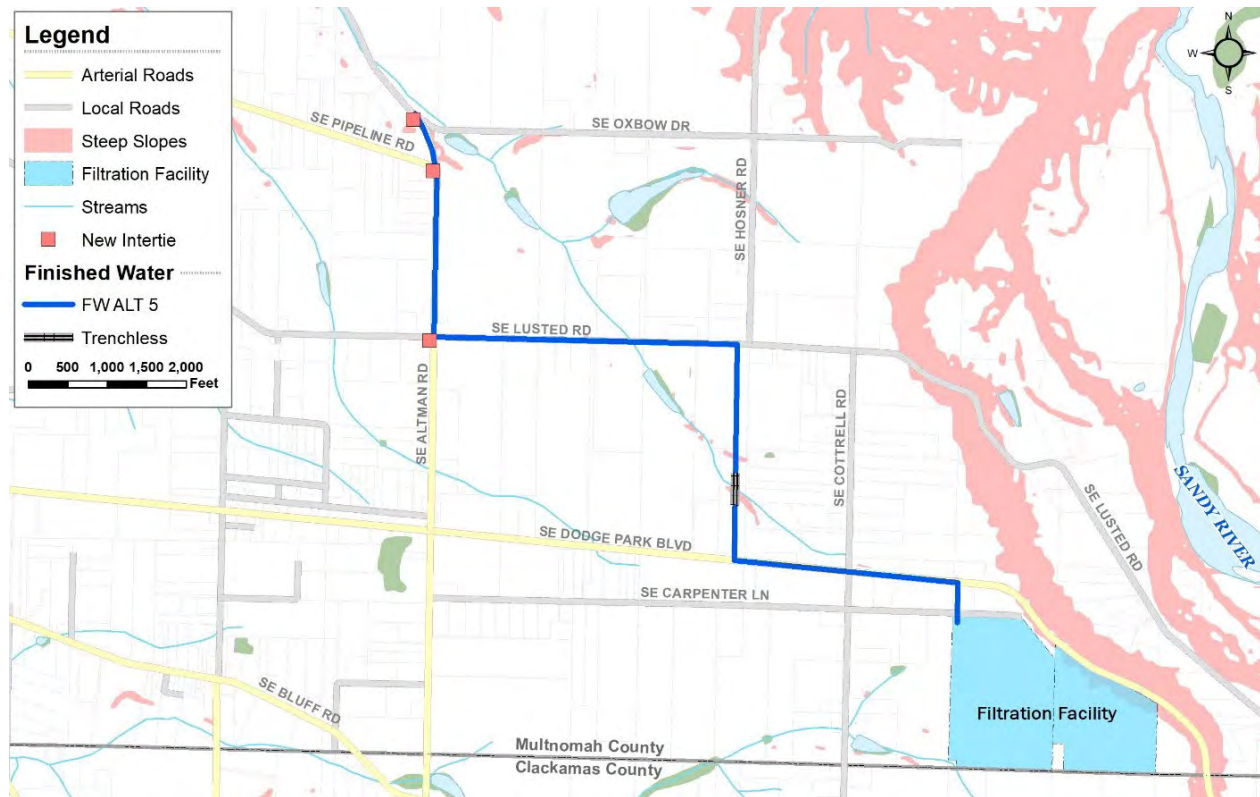 Legend
Arterial Roads
Local Roads
Steep Slopes
Filtration Facility
Streams
New Intertie
Finished Water
FW ALT 5
Trenchless
0 500 1,000 1,500 2,000
Feet
N
W E
S
SE PIPELINE RD
SE OXBOW DR
SE HOSNER RD
SE LUSTED RD
SE ALTMAN RD
SE COTTRELL RD
SE LUSTED RD
SANDY RIVER
SE DODGE PARK BLVD
SE CARPENTER LN
SE BLUFF RD
Filtration Facility
Multnomah County
Clackamas County